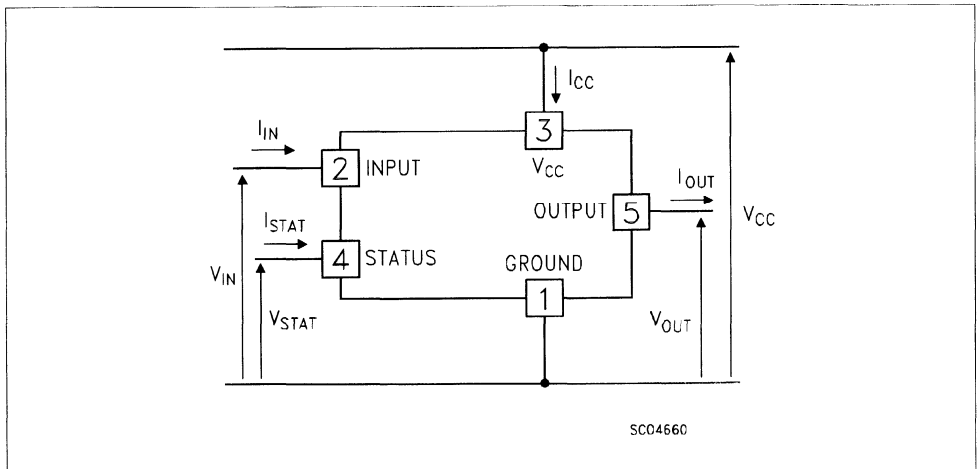 I_CC
3
V_CC
I_IN
2 INPUT
I_OUT
OUTPUT 5
V_CC
I_STAT
4 STATUS
GROUND
1
V_IN
V_STAT
V_OUT
SC04660